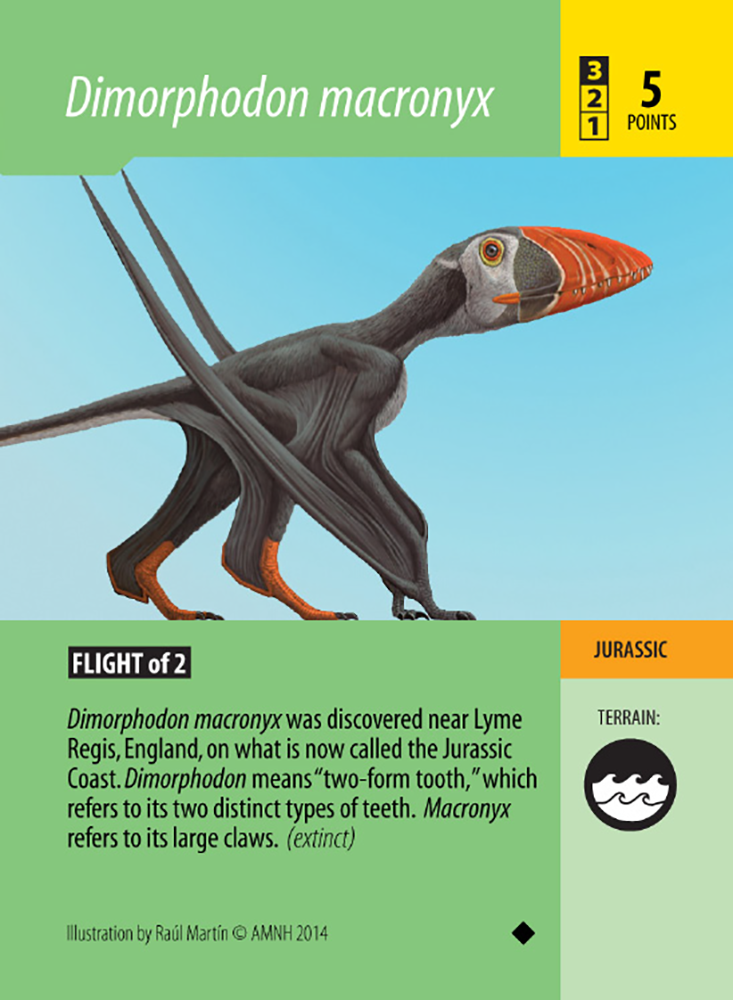 Dimorphodon macronyx
3
2
1
5
POINTS
FLIGHT of 2
Dimorphodon macronyx was discovered near Lyme
Regis, England, on what is now called the Jurassic
Coast. Dimorphodon means “two-form tooth,” which
refers to its two distinct types of teeth. Macronyx
refers to its large claws. (extinct)
Illustration by Raúl Martín © AMNH 2014
JURASSIC
TERRAIN: